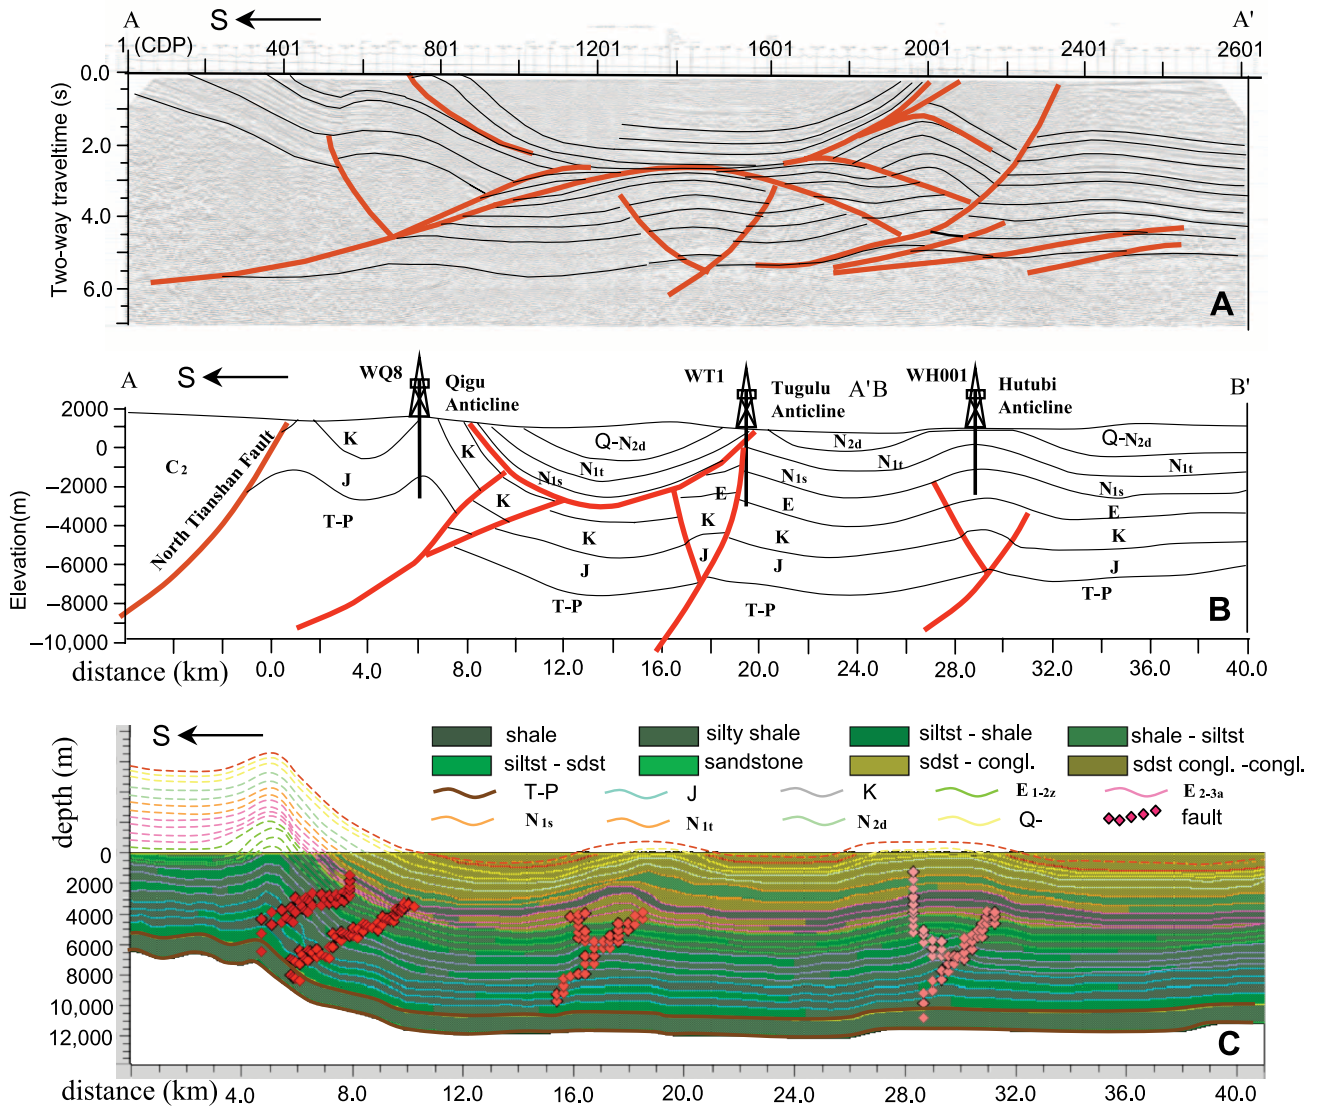 A S A'
1 (CDP) 401 801 1201 1601 2001 2401 2601
Two-way traveltime (s)
0.0
2.0
4.0
6.0
A
A S WQ8 Qigu Anticline WT1 Tugulu Anticline A'B WH001 Hutubi Anticline B'
Elevation(m)
2000
0
−2000
−4000
−6000
−8000
−10,000
C2 North Tianshan Fault K J T-P K K N1s N1t Q-N2d K J T-P E K J N2d N1t N1s E K J T-P Q-N2d N1t N1s E K J T-P
B
distance (km) 0.0 4.0 8.0 12.0 16.0 20.0 24.0 28.0 32.0 36.0 40.0
S
shale silty shale siltst - shale shale - siltst
siltst - sdst sandstone sdst - congl. sdst congl. -congl.
T-P J K E 1-2z E 2-3a
N1s N1t N2d Q- fault
depth (m)
0
2000
4000
6000
8000
10,000
12,000
C
distance (km) 4.0 8.0 12.0 16.0 20.0 24.0 28.0 32.0 36.0 40.0